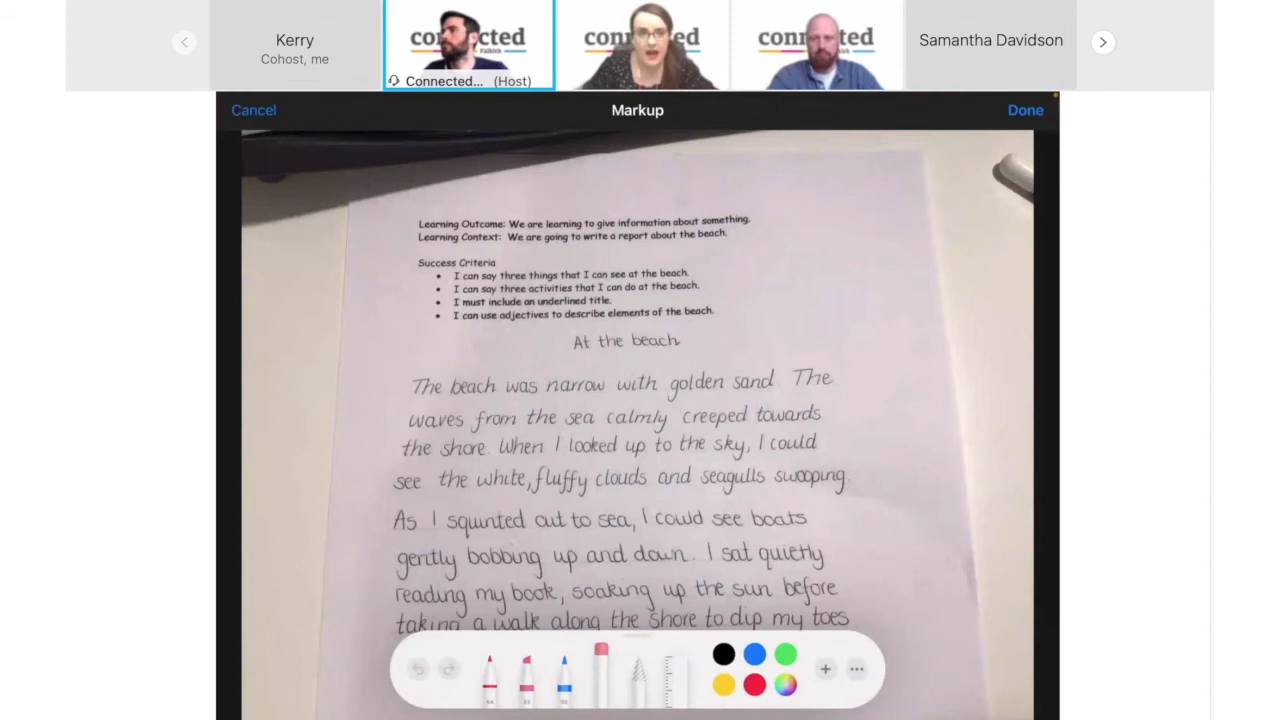 Kerry
Cohost, me
connected
Falkirk
Connected... (Host)
connected
connected
Samantha Davidson
Cancel
Markup
Done
Learning Outcome: We are learning to give information about something.
Learning Context: We are going to write a report about the beach.
Success Criteria
• I can say three things that I can see at the beach.
• I can say three activities that I can do at the beach.
• I must include an underlined title.
• I can use adjectives to describe elements of the beach.
At the beach
The beach was narrow with golden sand. The
waves from the sea calmly creeped towards
the shore. When I looked up to the sky, I could
see the white, fluffy clouds and seagulls swooping.
As I squnted out to sea, I could see boats
gently bobbing up and down. I sat quietly
reading my book, soaking up the sun before
taking a walk along the shore to dip my toes